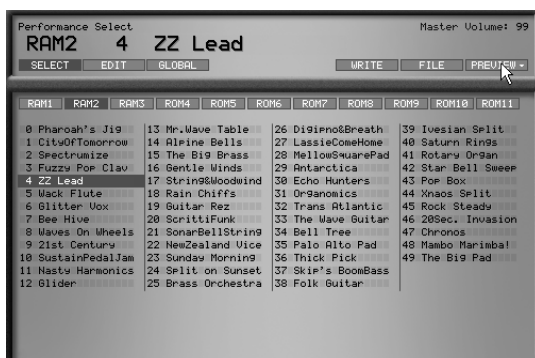 Performance Select Master Volume: 99
RAM2 4 ZZ Lead
SELECT EDIT GLOBAL WRITE FILE PREVIEW
RAM1 RAM2 RAM3 ROM4 ROM5 ROM6 ROM7 ROM8 ROM9 ROM10 ROM11
0 Pharoah's Jig 13 Mr.Wave Table 26 Digipno&Breath 39 Ivesian Split
1 CityOfTomorrow 14 Alpine Bells 27 LassieComeHome 40 Saturn Rings
2 Spectrumize 15 The Big Brass 28 MellowSquarePad 41 Rotary Organ
3 Fuzzy Pop Clav 16 Gentle Winds 29 Antarctica 42 Star Bell Sweep
4 ZZ Lead 17 String&Woodwind 30 Echo Hunters 43 Pop Box
5 Wack Flute 18 Rain Chiffs 31 Organomics 44 Xnaos Split
6 Glitter Vox 19 Guitar Rez 32 Trans Atlantic 45 Rock Steady
7 Bee Hive 20 ScrittiFunk 33 The Wave Guitar 46 20Sec. Invasion
8 Waves On Wheels 21 SonarBellString 34 Bell Tree 47 Chronos
9 21st Century 22 NewZealand Vice 35 Palo Alto Pad 48 Mambo Marimba!
10 SustainPedalJam 23 Sunday Morning 36 Thick Pick 49 The Big Pad
11 Nasty Harmonics 24 Split on Sunset 37 Skip's BoomBass
12 Glider 25 Brass Orchestra 38 Folk Guitar